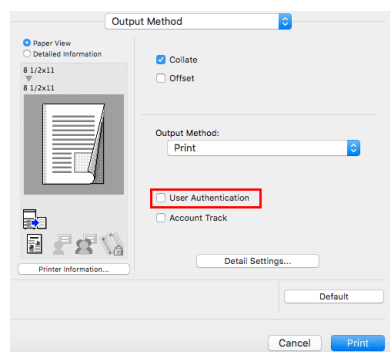 Output Method
Paper View
Detailed Information
8 1/2x11
8 1/2x11
Printer Information...
Collate
Offset
Output Method:
Print
User Authentication
Account Track
Detail Settings...
Default
Cancel
Print